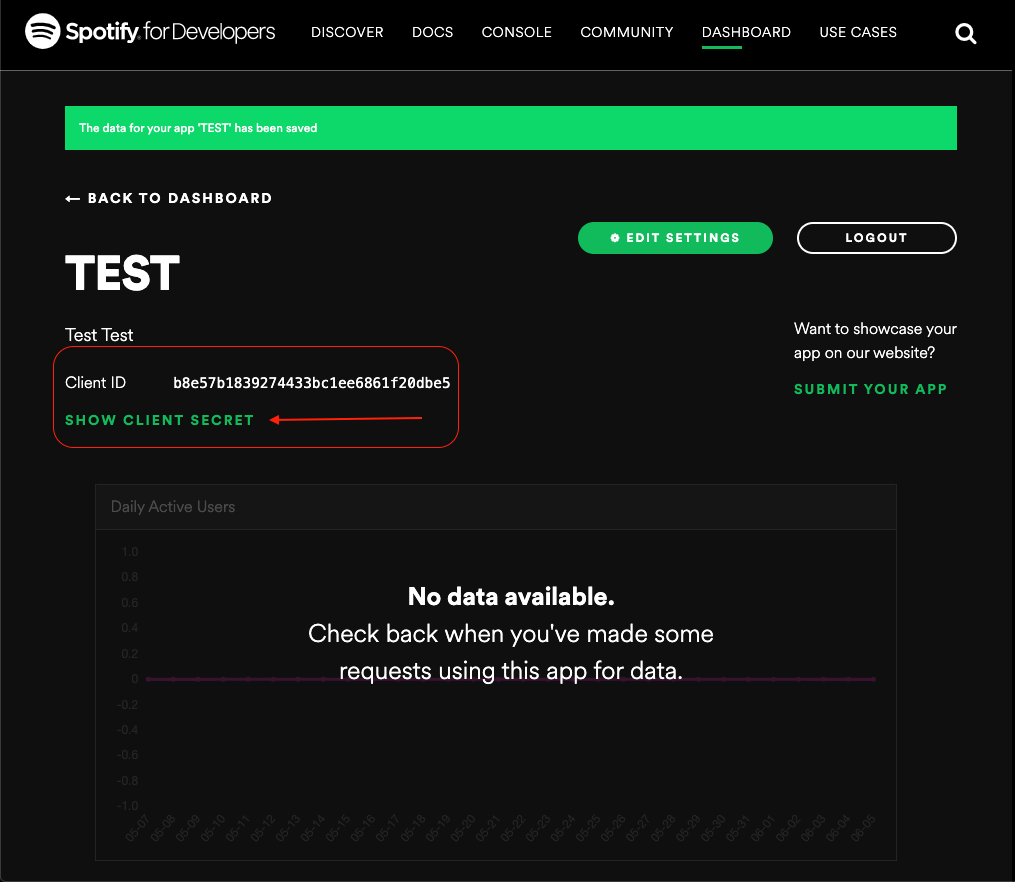 Spotify for Developers
DISCOVER
DOCS
CONSOLE
COMMUNITY
DASHBOARD
USE CASES
The data for your app 'TEST' has been saved
← BACK TO DASHBOARD
EDIT SETTINGS
LOGOUT
TEST
Test Test
Want to showcase your
app on our website?
SUBMIT YOUR APP
Client ID b8e57b1839274433bc1ee6861f20dbe5
SHOW CLIENT SECRET
Daily Active Users
No data available.
Check back when you've made some
requests using this app for data.
1.0
0.8
0.6
0.4
0.2
0
-0.2
-0.4
-0.6
-0.8
-1.0
05-07 05-08 05-09 05-10 05-11 05-12 05-13 05-14 05-15 05-16 05-17 05-18 05-19 05-20 05-21 05-22 05-23 05-24 05-25 05-26 05-27 05-28 05-29 05-30 05-31 06-01 06-02 06-03 06-04 06-05